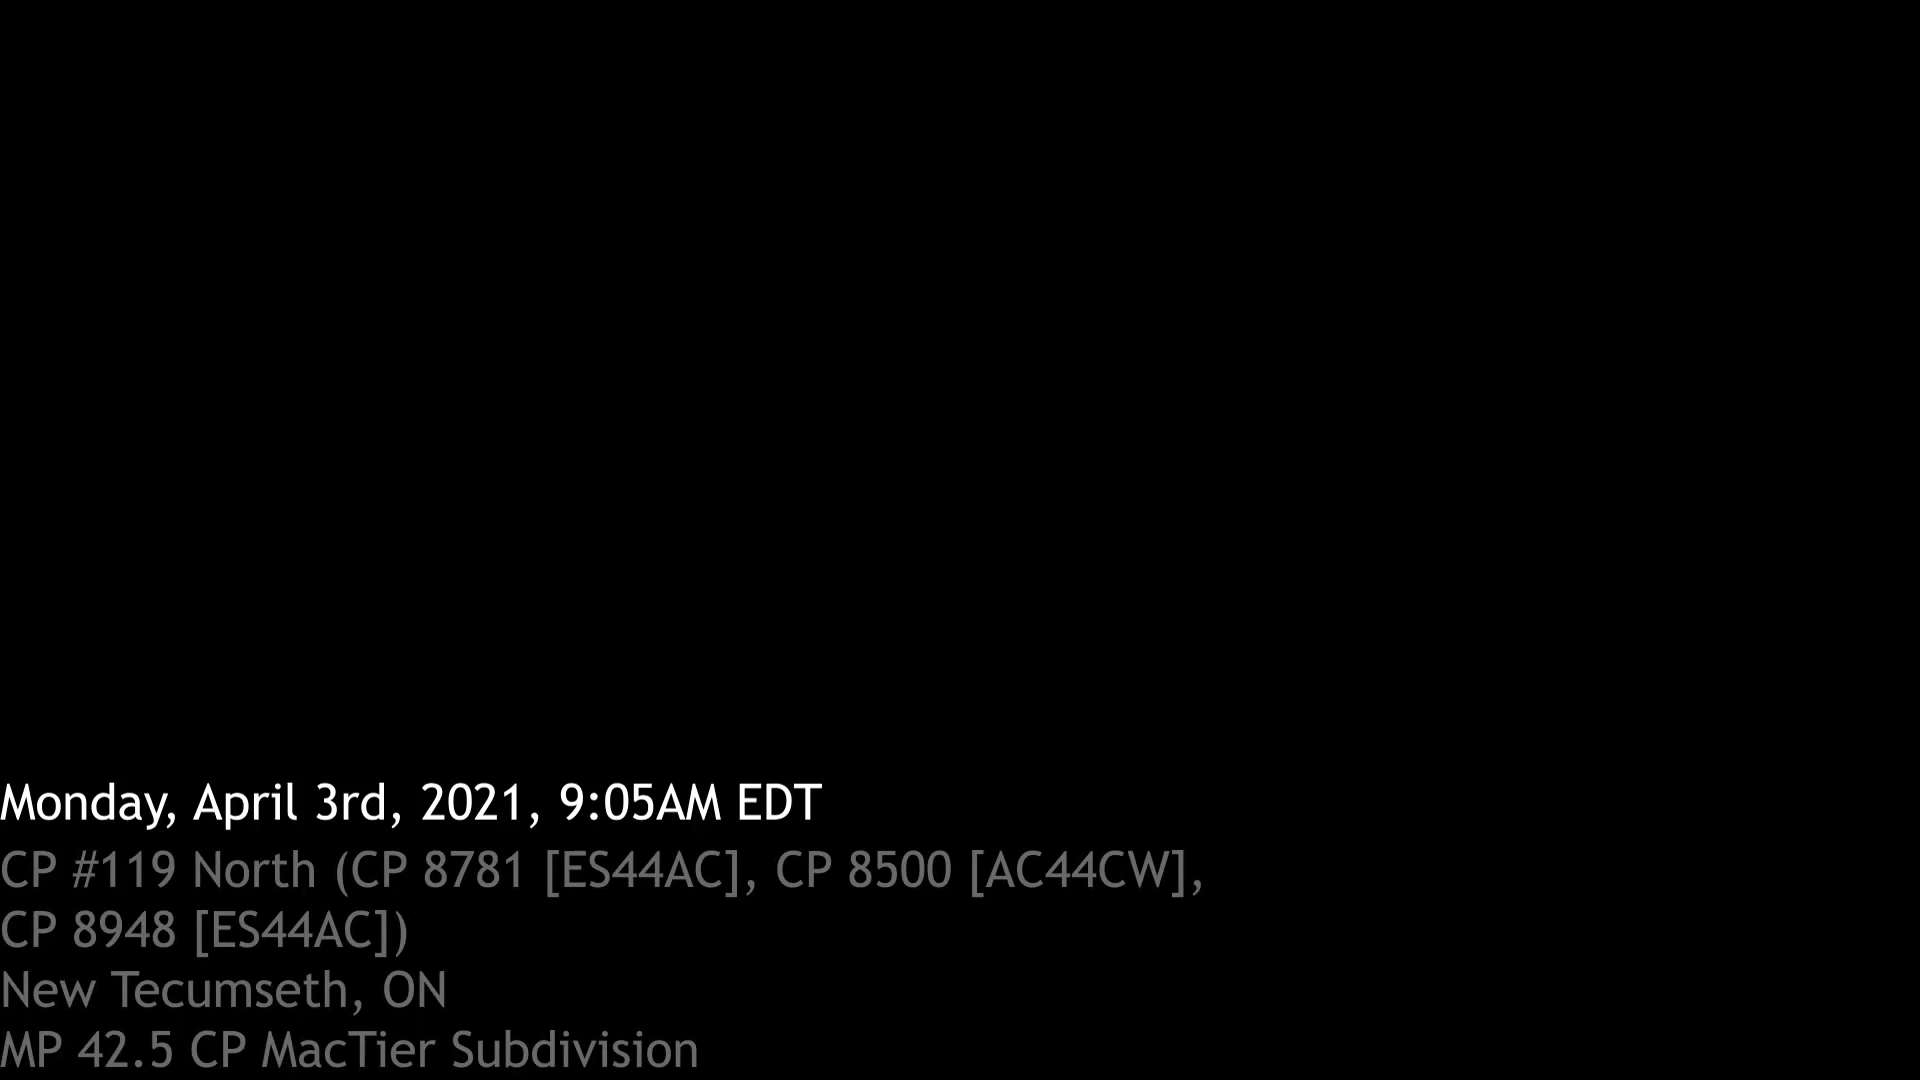 Monday, April 3rd, 2021, 9:05AM EDT
CP #119 North (CP 8781 [ES44AC], CP 8500 [AC44CW],
CP 8948 [ES44AC])
New Tecumseth, ON
MP 42.5 CP MacTier Subdivision